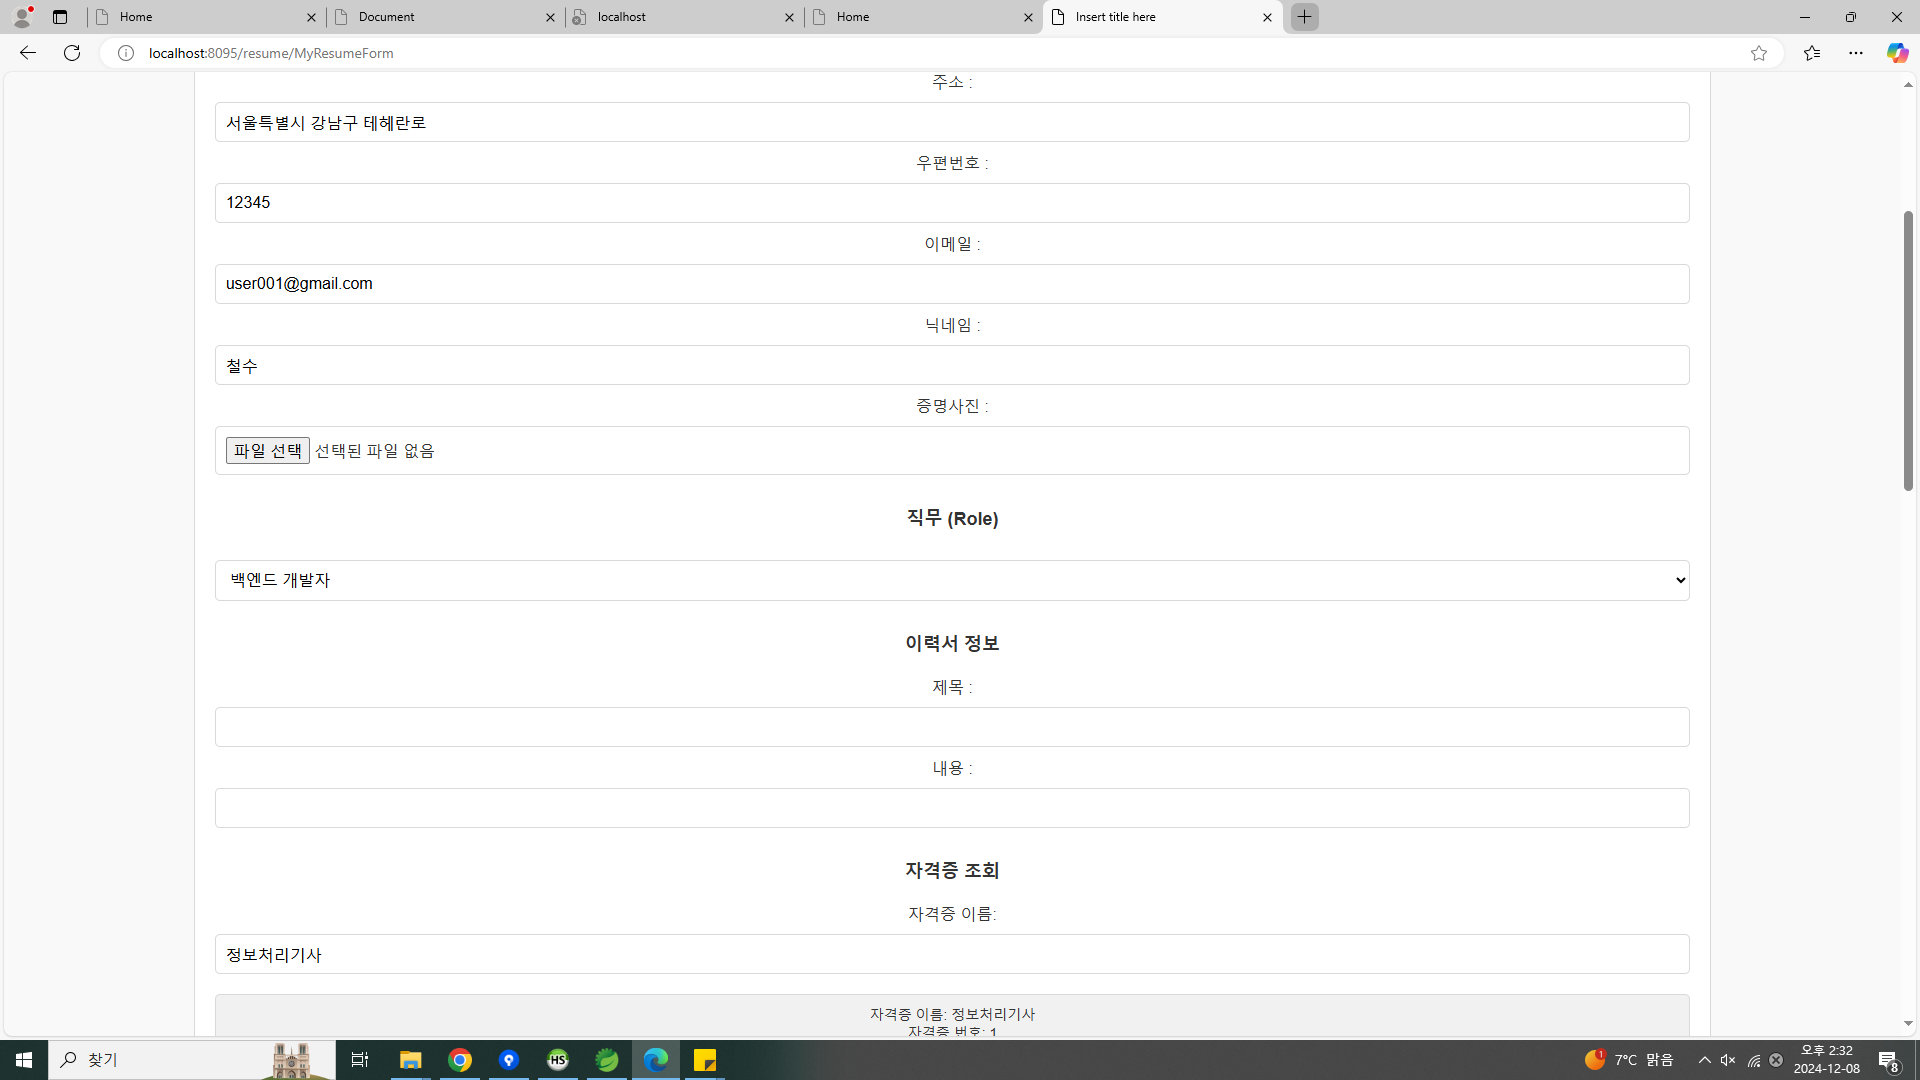 Home
Document
localhost
Home
Insert title here
localhost:8095/resume/MyResumeForm
주소 :
서울특별시 강남구 테헤란로
우편번호 :
12345
이메일 :
user001@gmail.com
닉네임 :
철수
증명사진 :
파일 선택 선택된 파일 없음
직무 (Role)
백엔드 개발자
이력서 정보
제목 :
내용 :
자격증 조회
자격증 이름:
정보처리기사
자격증 이름: 정보처리기사
자격증 번호: 1
찾기
HS
1
7°C 맑음
오후 2:32
2024-12-08
8